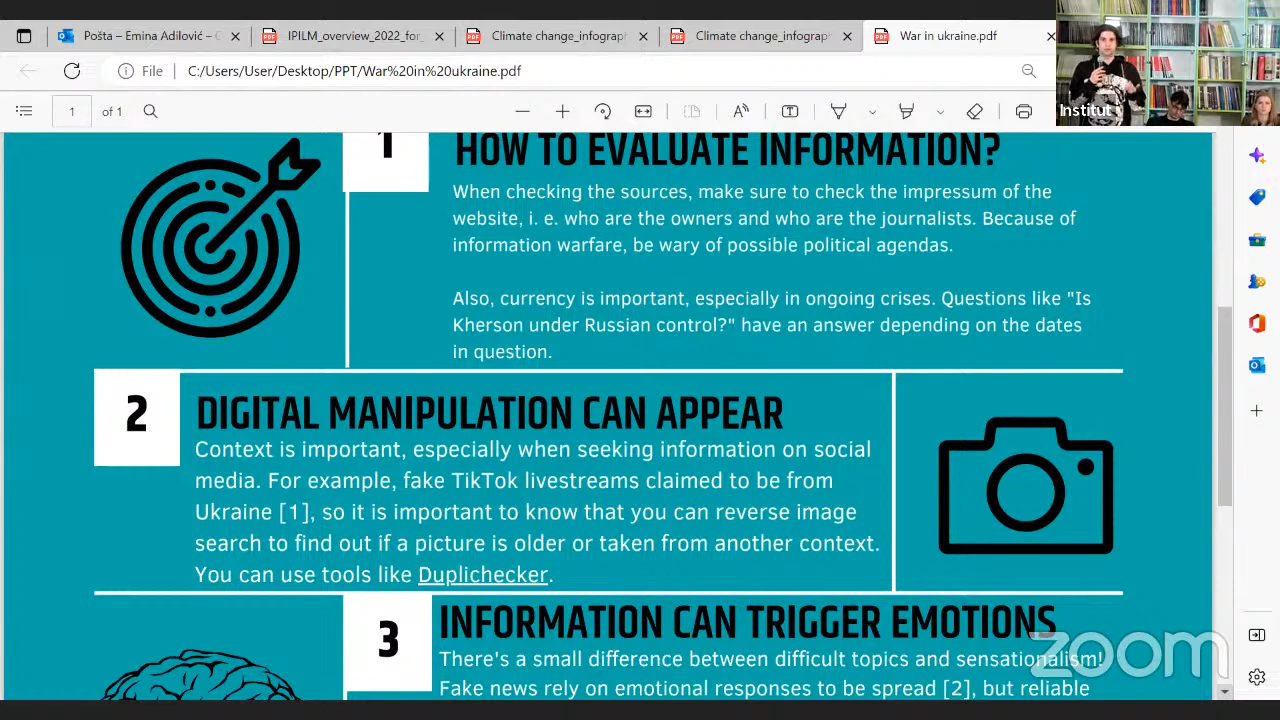 Pošta – Emina Adilović – C
IPILM_overview_2022_for_
Climate change_infograph
Climate change_infograph
War in ukraine.pdf
File
C:/Users/User/Desktop/PPT/War%20in%20ukraine.pdf
1 of 1
Institut
1
HOW TO EVALUATE INFORMATION?
When checking the sources, make sure to check the impressum of the
website, i. e. who are the owners and who are the journalists. Because of
information warfare, be wary of possible political agendas.
Also, currency is important, especially in ongoing crises. Questions like "Is
Kherson under Russian control?" have an answer depending on the dates
in question.
2
DIGITAL MANIPULATION CAN APPEAR
Context is important, especially when seeking information on social
media. For example, fake TikTok livestreams claimed to be from
Ukraine [1], so it is important to know that you can reverse image
search to find out if a picture is older or taken from another context.
You can use tools like Duplichecker.
3
INFORMATION CAN TRIGGER EMOTIONS
There's a small difference between difficult topics and sensationalism!
Fake news rely on emotional responses to be spread [2], but reliable
zoom